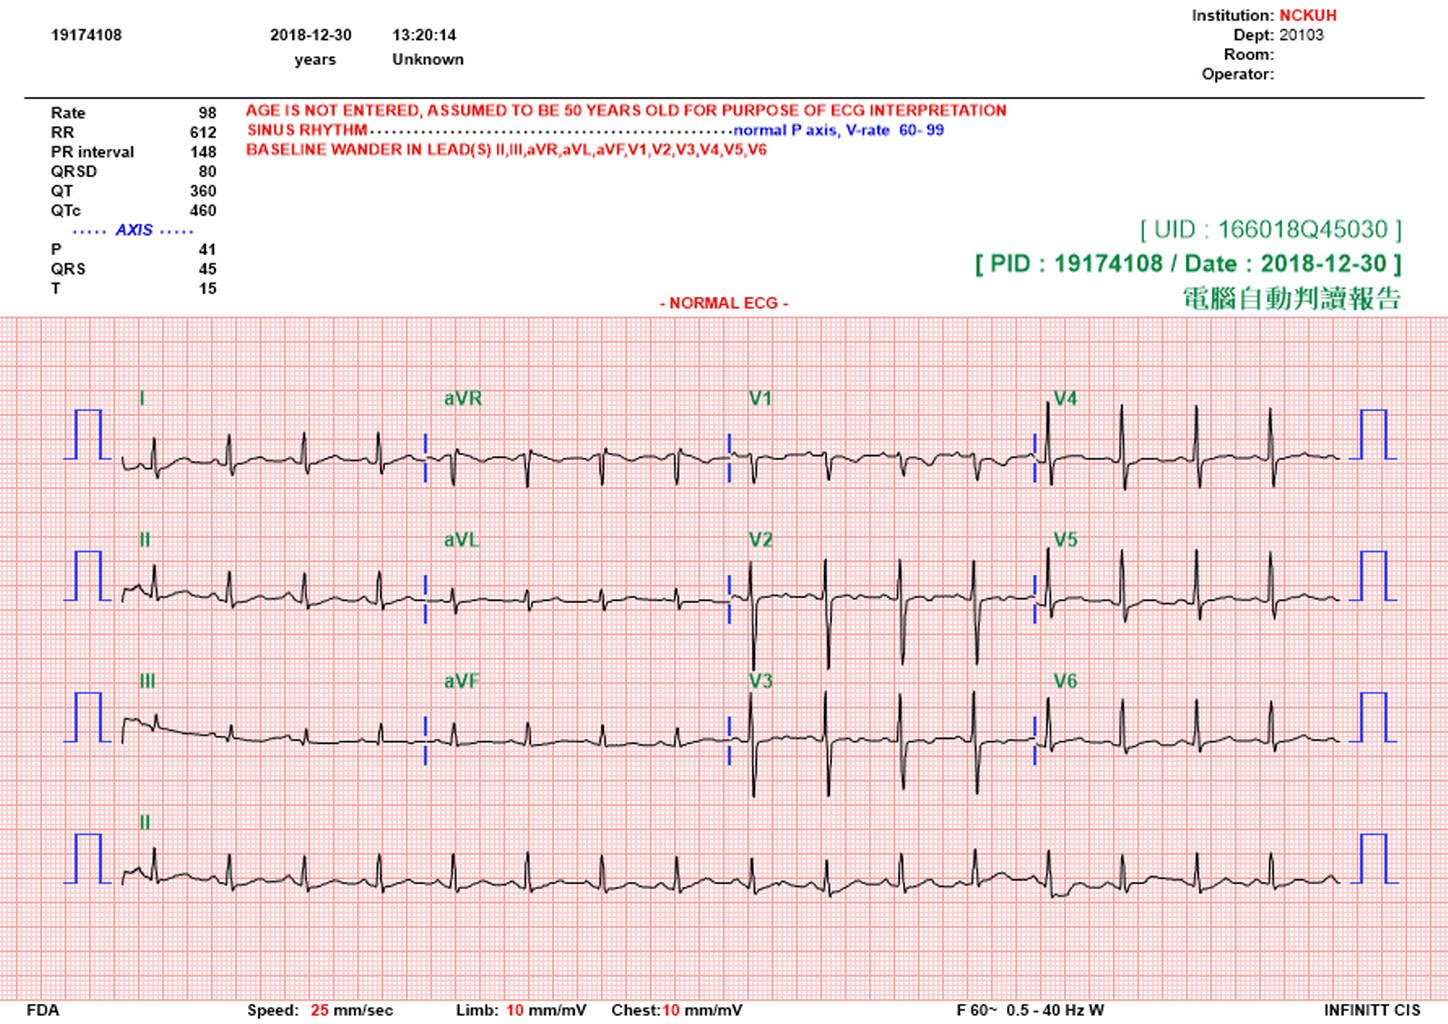 Institution: NCKUH
19174108 2018-12-30 13:20:14 Dept: 20103
years Unknown Room:
Operator:
Rate 98 AGE IS NOT ENTERED, ASSUMED TO BE 50 YEARS OLD FOR PURPOSE OF ECG INTERPRETATION
RR 612 SINUS RHYTHM................................................normal P axis, V-rate 60- 99
PR interval 148 BASELINE WANDER IN LEAD(S) II,III,aVR,aVL,aVF,V1,V2,V3,V4,V5,V6
QRSD 80
QT 360
QTc 460
..... AXIS .....
[ UID : 166018Q45030 ]
P 41
QRS 45
[ PID : 19174108 / Date : 2018-12-30 ]
T 15
- NORMAL ECG -
電腦自動判讀報告
I aVR V1 V4
II aVL V2 V5
III aVF V3 V6
II
FDA Speed: 25 mm/sec Limb: 10 mm/mV Chest:10 mm/mV F 60~ 0.5 - 40 Hz W INFINITT CIS